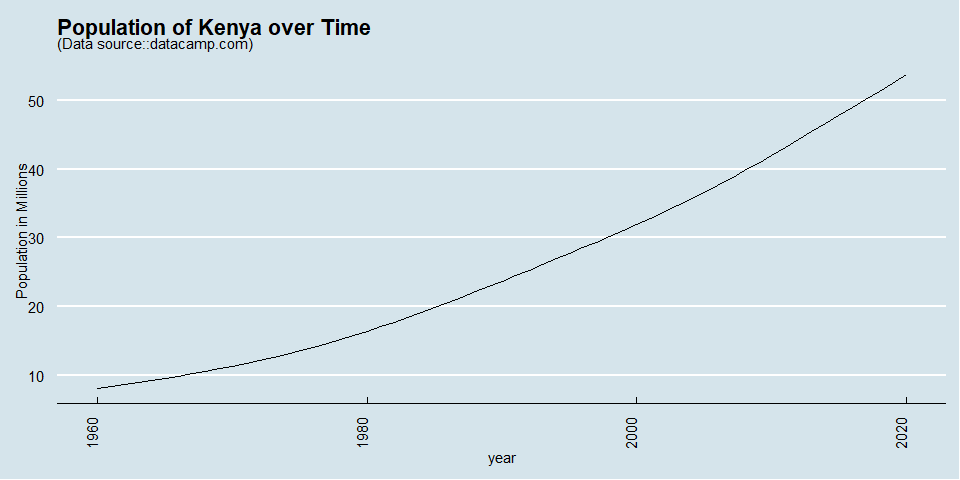 Population of Kenya over Time
(Data source::datacamp.com)
Population in Millions
50
40
30
20
10
1960
1980
2000
2020
year